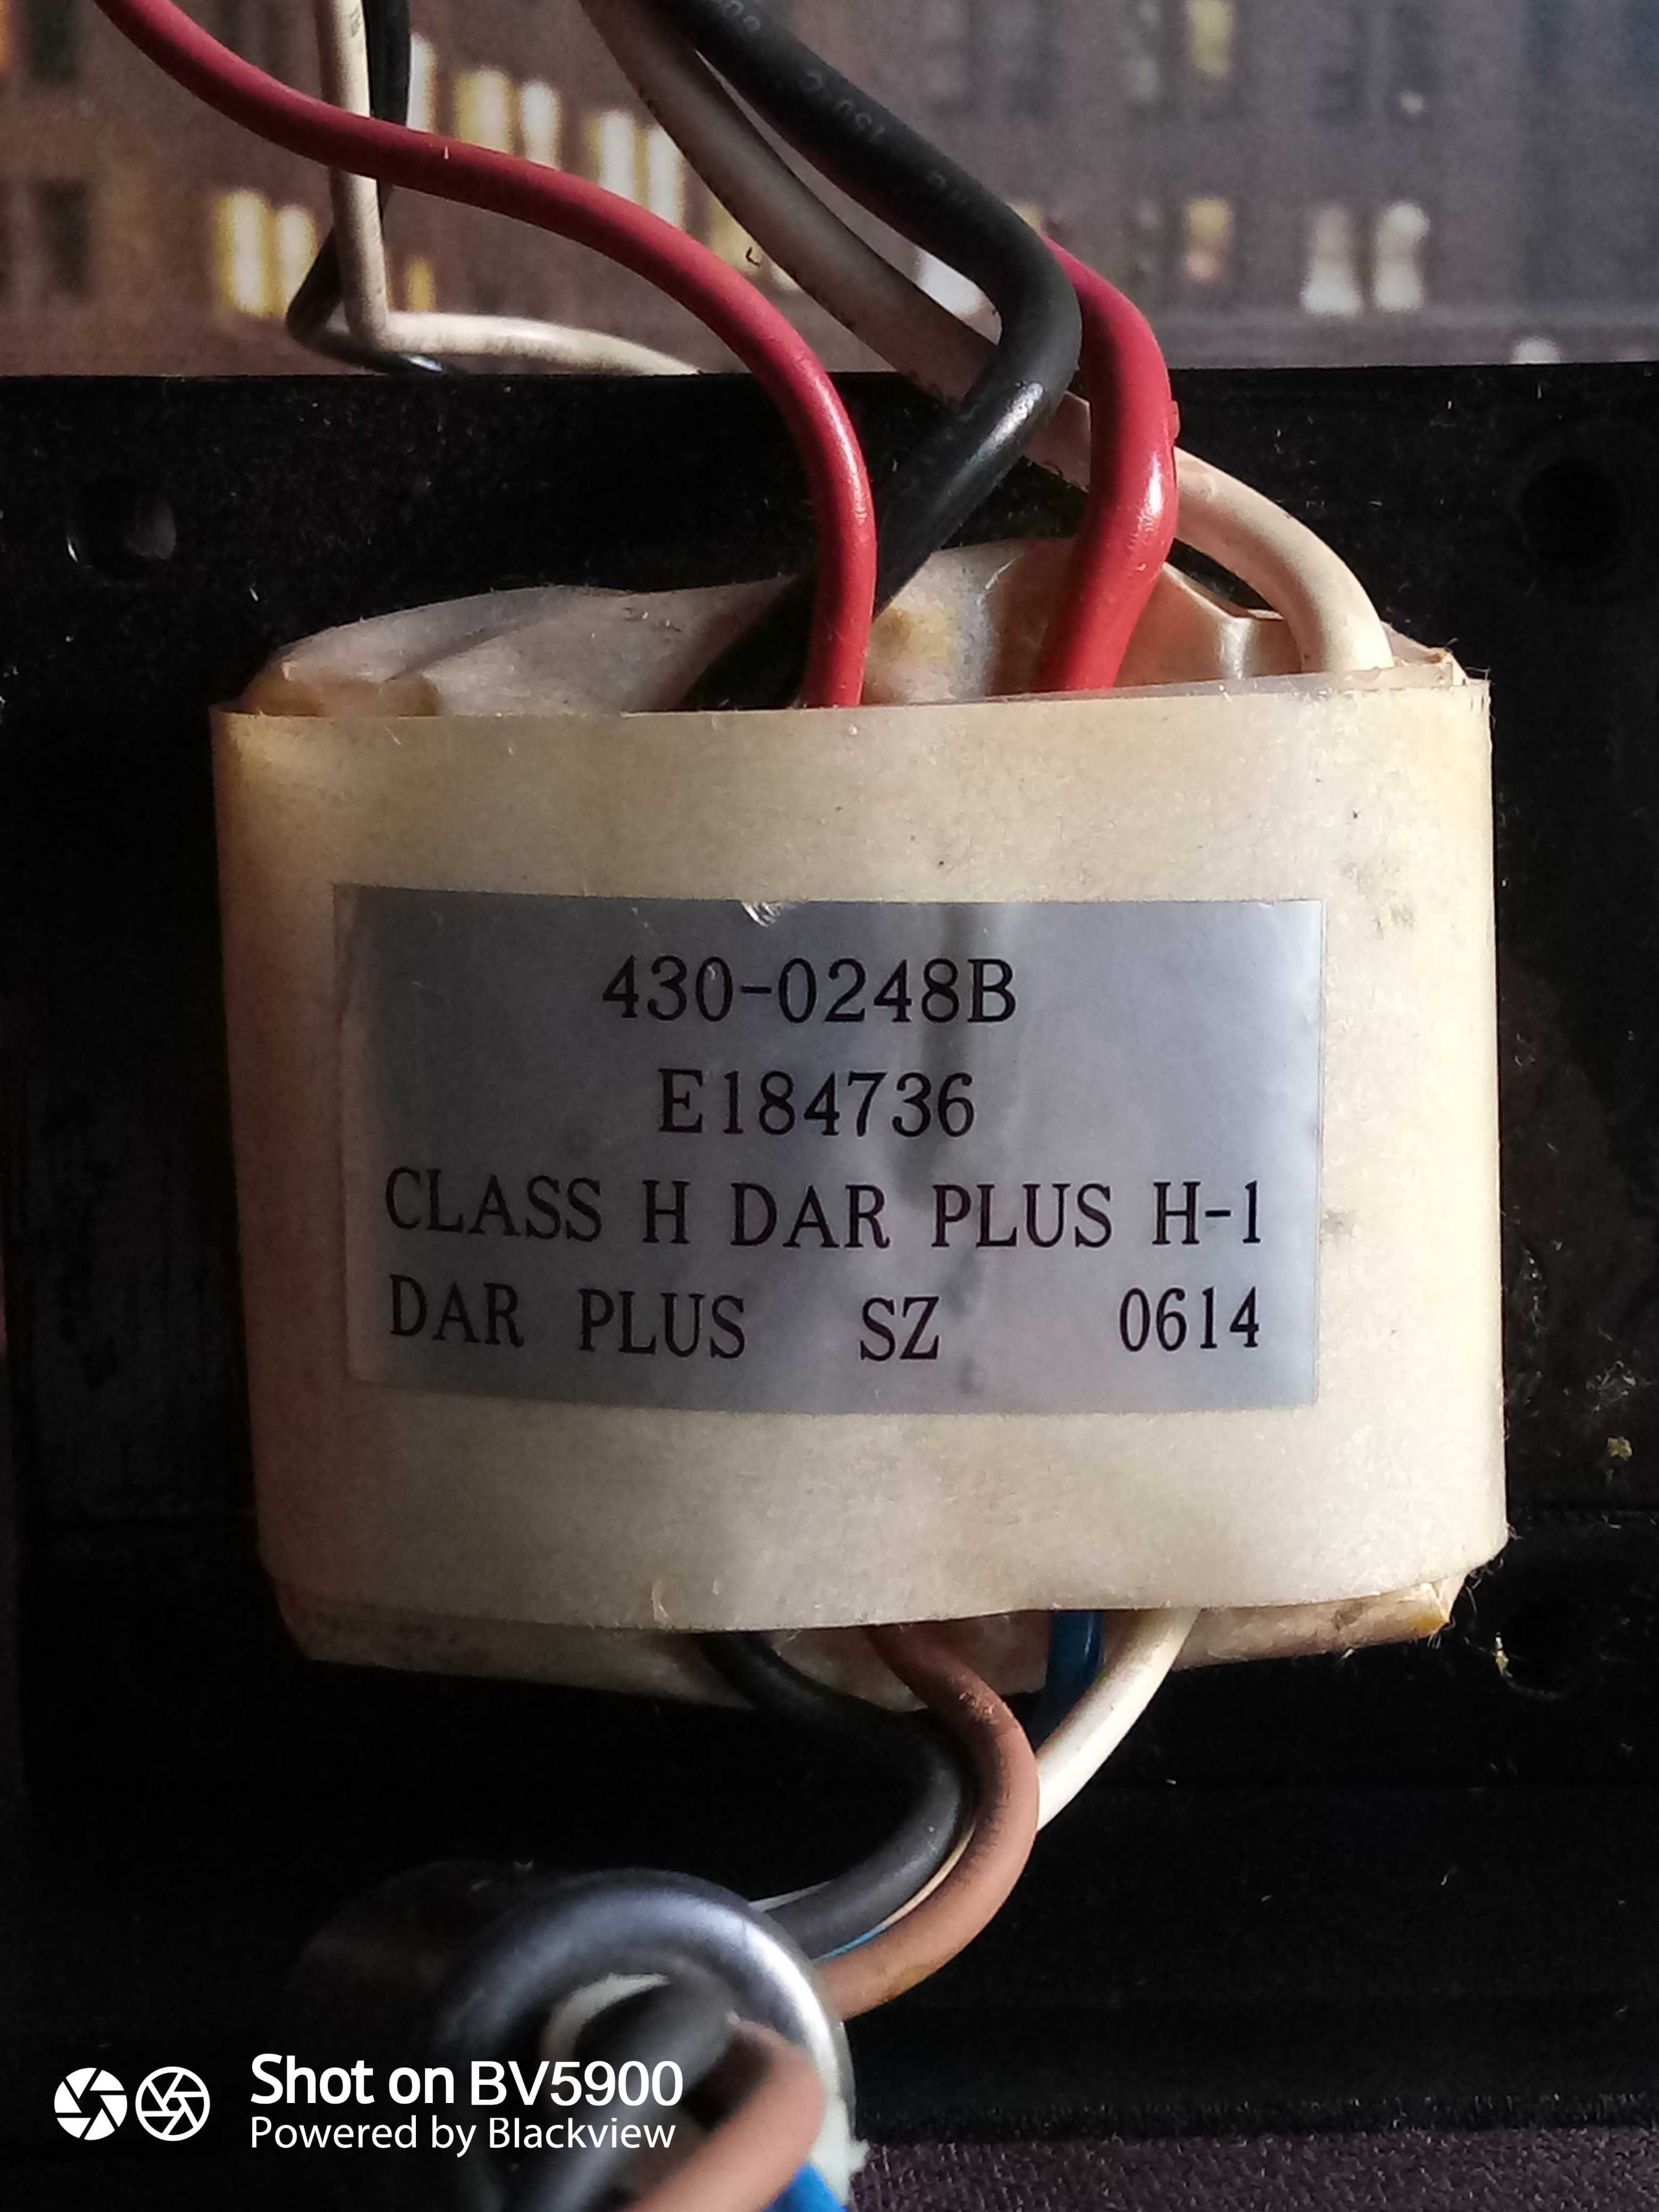 430-0248B
E184736
CLASS H DAR PLUS H-1
DAR PLUS SZ 0614
Shot on BV5900
Powered by Blackview